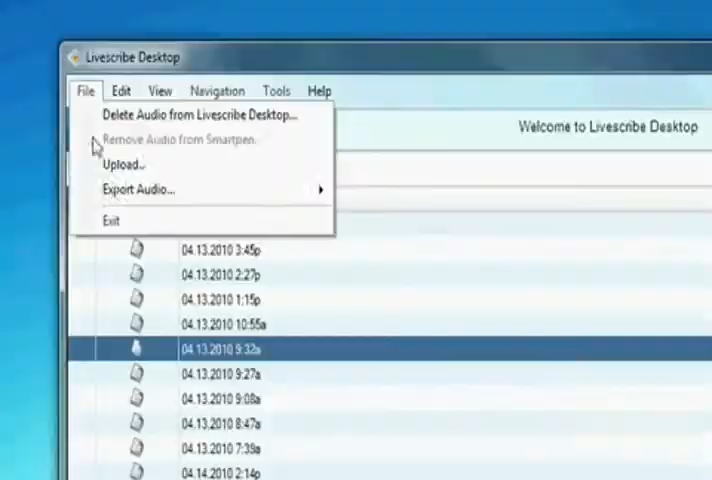 Livescribe Desktop
File Edit View Navigation Tools Help
Delete Audio from Livescribe Desktop...
Welcome to Livescribe Desktop
Remove Audio from Smartpen.
Upload..
Export Audio...
Exit
04.13.2010 3:45p
04.13.2010 2:27p
04.13.2010 1:15p
04.13.2010 10:55a
04.13.2010 9:32a
04.13.2010 9:27a
04.13.2010 9:08a
04.13.2010 8:47a
04.13.2010 7:39a
04.14.2010 2:14p